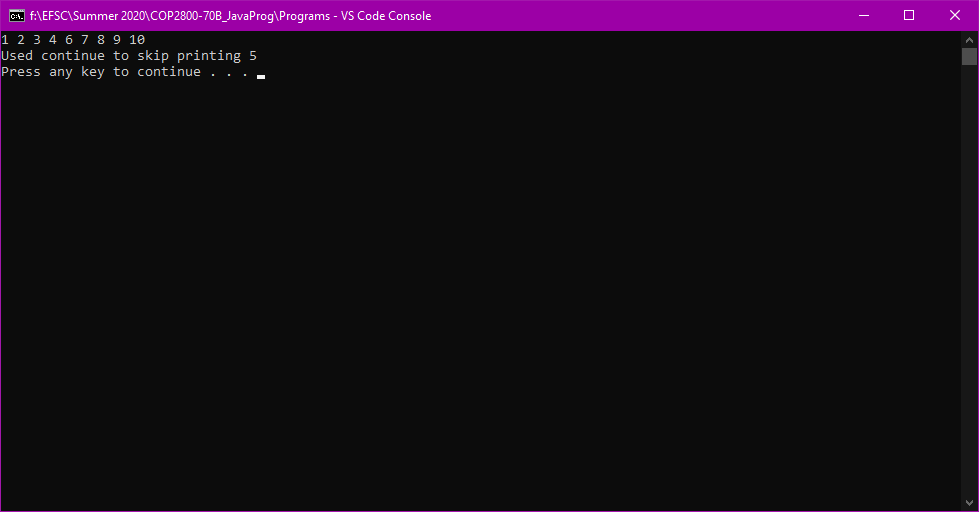 f:\EFSC\Summer 2020\COP2800-70B_JavaProg\Programs - VS Code Console
1 2 3 4 6 7 8 9 10
Used continue to skip printing 5
Press any key to continue . . .